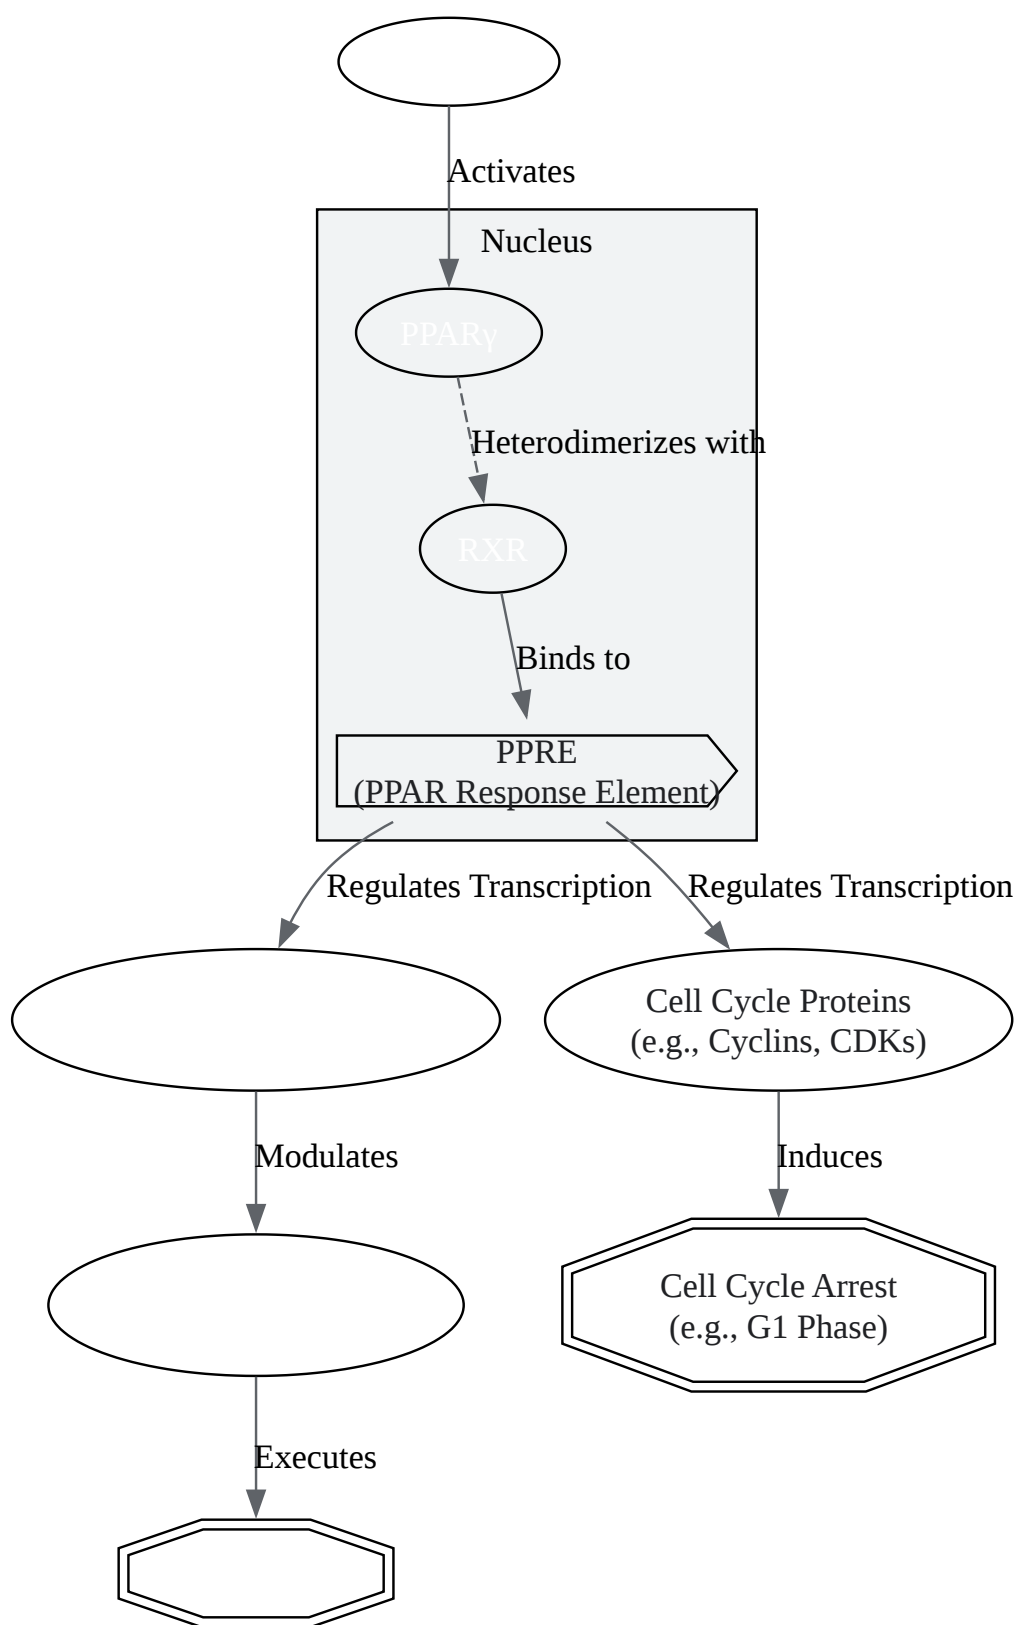 Activates
Nucleus
PPARγ
Heterodimerizes with
RXR
Binds to
PPRE
(PPAR Response Element)
Regulates Transcription
Regulates Transcription
Cell Cycle Proteins
(e.g., Cyclins, CDKs)
Modulates
Induces
Cell Cycle Arrest
(e.g., G1 Phase)
Executes